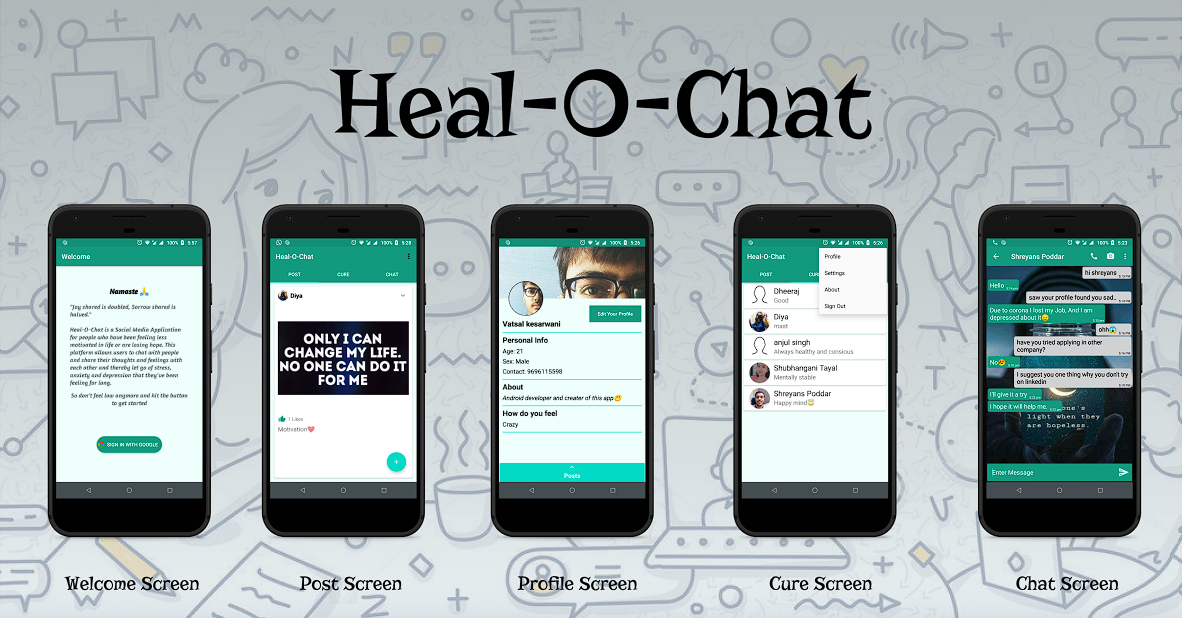 Heal-O-Chat
100% 5:57
Welcome
Namaste 🙏
"Joy shared is doubled, Sorrow shared is
halved."
Heal-O-Chat is a Social Media Application
for people who have been feeling less
motivated in life or are losing hope. This
platform allows users to chat with people
and share their thoughts and feelings with
each other and thereby let go of stress,
anxiety and depression that they've been
feeling for long.
So don't feel low anymore and hit the button
to get started
SIGN IN WITH GOOGLE
Welcome Screen
100% 5:28
Heal-O-Chat
POST CURE CHAT
Diya
ONLY I CAN
CHANGE MY LIFE.
NO ONE CAN DO IT
FOR ME
1 Likes
Motivation❤
+
Post Screen
100% 5:26
Edit Your Profile
Vatsal kesarwani
Personal Info
Age: 21
Sex: Male
Contact: 9696115598
About
Android developer and creater of this app
How do you feel
Crazy
Posts
Profile Screen
100% 5:26
Heal-O-Chat
POST CUR
Profile
Settings
About
Sign Out
Dheeraj
Good
Diya
mast
anjul singh
Always healthy and consious
Shubhangani Tayal
Mentally stable
Shreyans Poddar
Happy mind😇
Cure Screen
100% 5:23
Shreyans Poddar
hi shreyans
Hello
saw your profile found you sad..
Due to corona I lost my Job, And I am
depressed about it
ohh😱
have you tried applying in other
company?
No
I suggest you one thing why you don't try
on linkedin
I'll give it a try
I hope it will help me.
one's
light when they
are hopeless.
Enter Message
Chat Screen